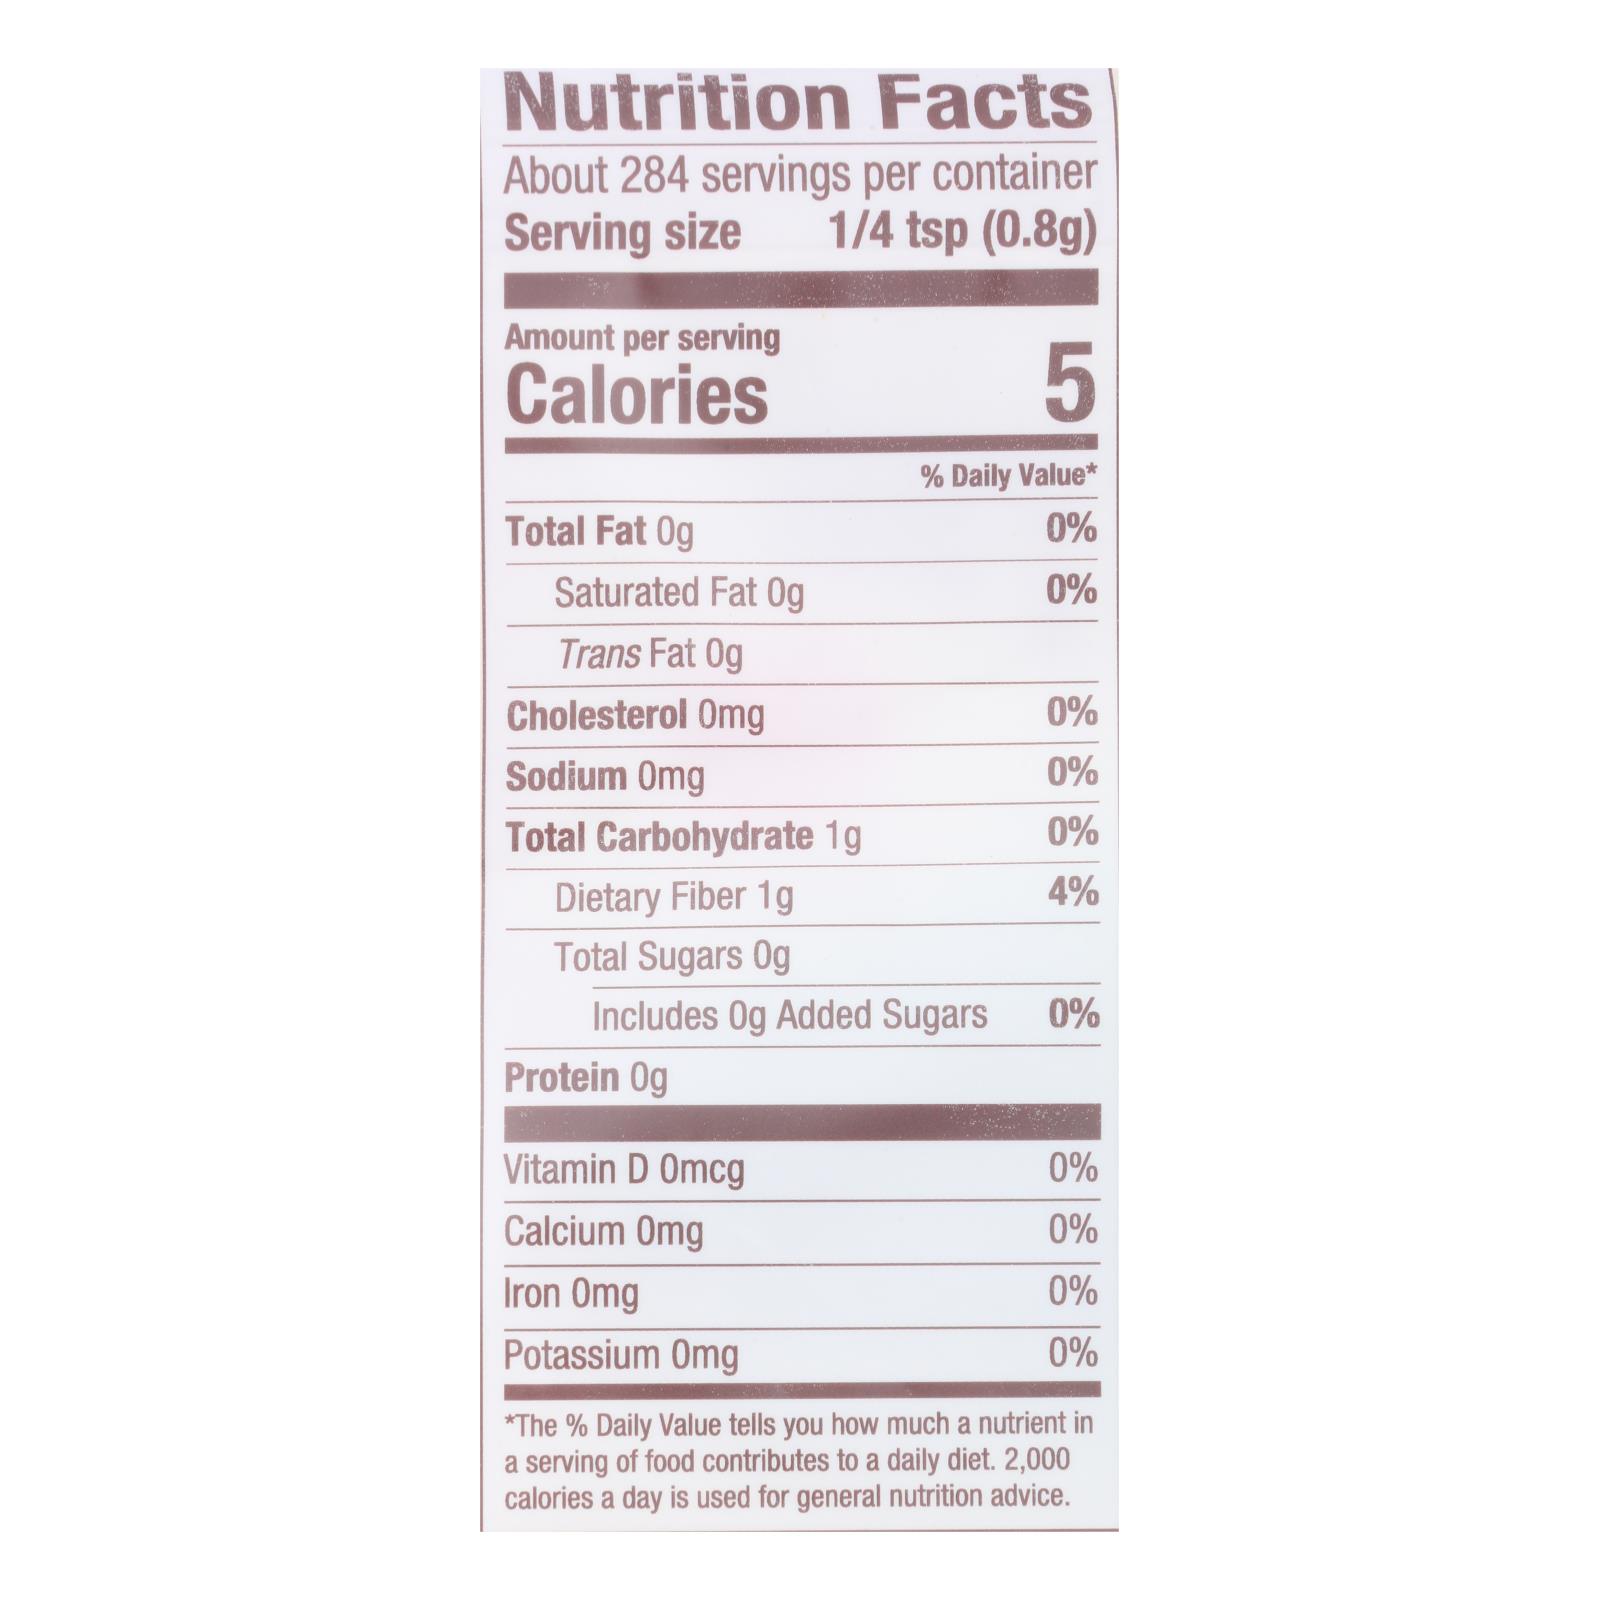 Nutrition Facts
About 284 servings per container
Serving size 1/4 tsp (0.8g)
Amount per serving
Calories 5
% Daily Value*
Total Fat 0g 0%
Saturated Fat 0g 0%
Trans Fat 0g
Cholesterol 0mg 0%
Sodium 0mg 0%
Total Carbohydrate 1g 0%
Dietary Fiber 1g 4%
Total Sugars 0g
Includes 0g Added Sugars 0%
Protein 0g
Vitamin D 0mcg 0%
Calcium 0mg 0%
Iron 0mg 0%
Potassium 0mg 0%
*The % Daily Value tells you how much a nutrient in
a serving of food contributes to a daily diet. 2,000
calories a day is used for general nutrition advice.